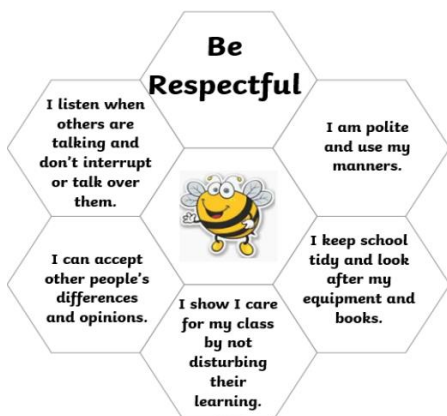 Be
Respectful
I listen when
others are
talking and
don't interrupt
or talk over
them.
I am polite
and use my
manners.
I can accept
other people's
differences
and opinions.
I keep school
tidy and look
after my
equipment and
books.
I show I care
for my class
by not
disturbing
their
learning.